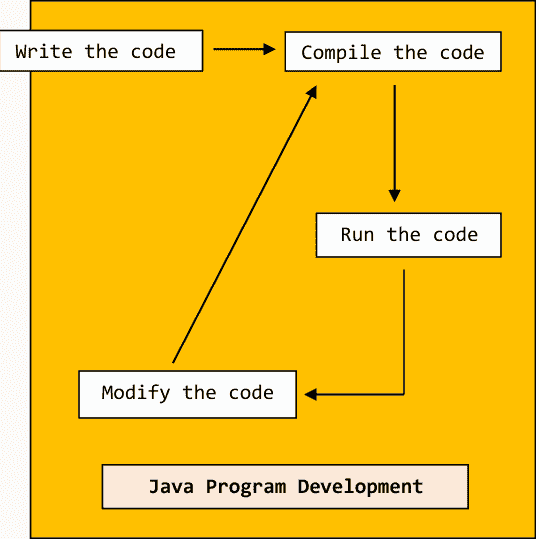 Write the code
Compile the code
Run the code
Modify the code
Java Program Development